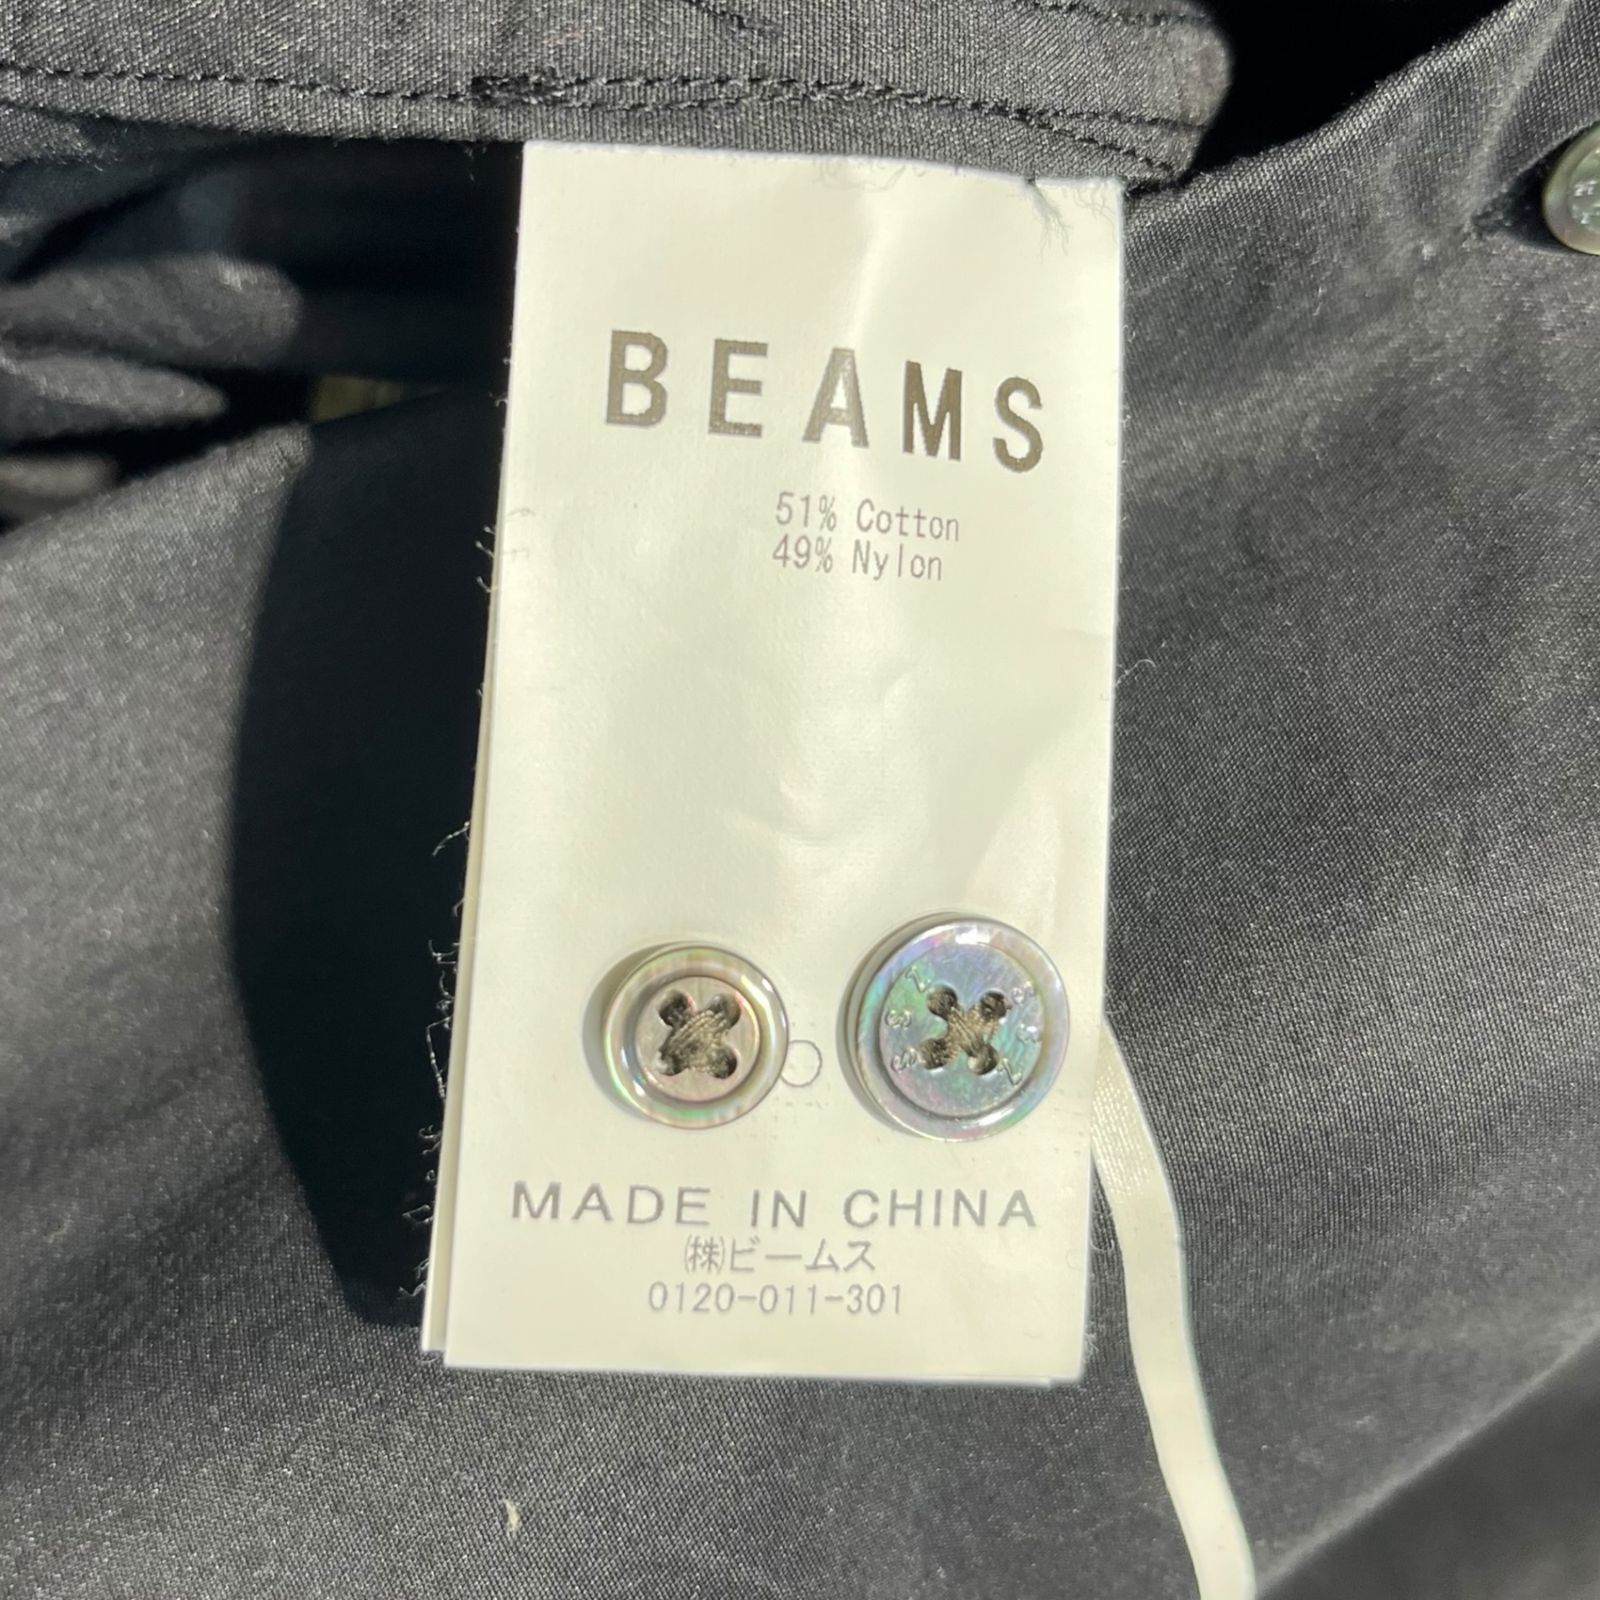 BEAMS
51% Cotton
49% Nylon
MADE IN CHINA
㈱ビームス
0120-011-301